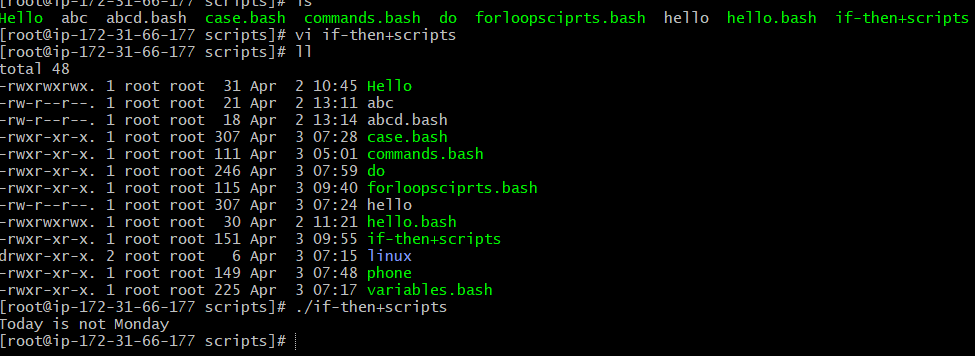 [root@ip-172-31-66-177 scripts]# ls
Hello  abc  abcd.bash  case.bash  commands.bash  do  forloopsciprts.bash  hello  hello.bash  if-then+scripts
[root@ip-172-31-66-177 scripts]# vi if-then+scripts
[root@ip-172-31-66-177 scripts]# ll
total 48
-rwxrwxrwx. 1 root root  31 Apr  2 10:45 Hello
-rw-r--r--. 1 root root  21 Apr  2 13:11 abc
-rw-r--r--. 1 root root  18 Apr  2 13:14 abcd.bash
-rwxr-xr-x. 1 root root 307 Apr  3 07:28 case.bash
-rwxr-xr-x. 1 root root 111 Apr  3 05:01 commands.bash
-rwxr-xr-x. 1 root root 246 Apr  3 07:59 do
-rwxr-xr-x. 1 root root 115 Apr  3 09:40 forloopsciprts.bash
-rw-r--r--. 1 root root 307 Apr  3 07:24 hello
-rwxrwxrwx. 1 root root  30 Apr  2 11:21 hello.bash
-rwxr-xr-x. 1 root root 151 Apr  3 09:55 if-then+scripts
drwxr-xr-x. 2 root root   6 Apr  3 07:15 linux
-rwxr-xr-x. 1 root root 149 Apr  3 07:48 phone
-rwxr-xr-x. 1 root root 225 Apr  3 07:17 variables.bash
[root@ip-172-31-66-177 scripts]# ./if-then+scripts
Today is not Monday
[root@ip-172-31-66-177 scripts]#